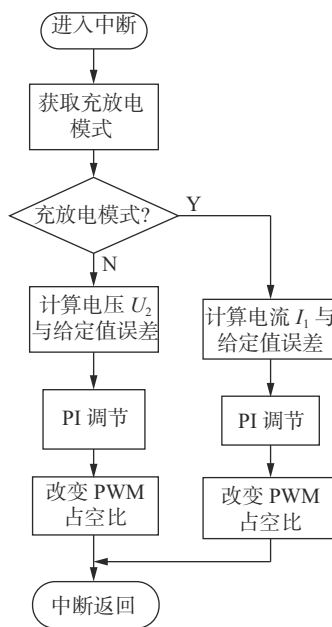 进入中断
获取充放电
模式
充放电模式?
Y
N
计算电压 U₂
与给定值误差
计算电流 I₁ 与
给定值误差
PI 调节
PI 调节
改变 PWM
占空比
改变 PWM
占空比
中断返回